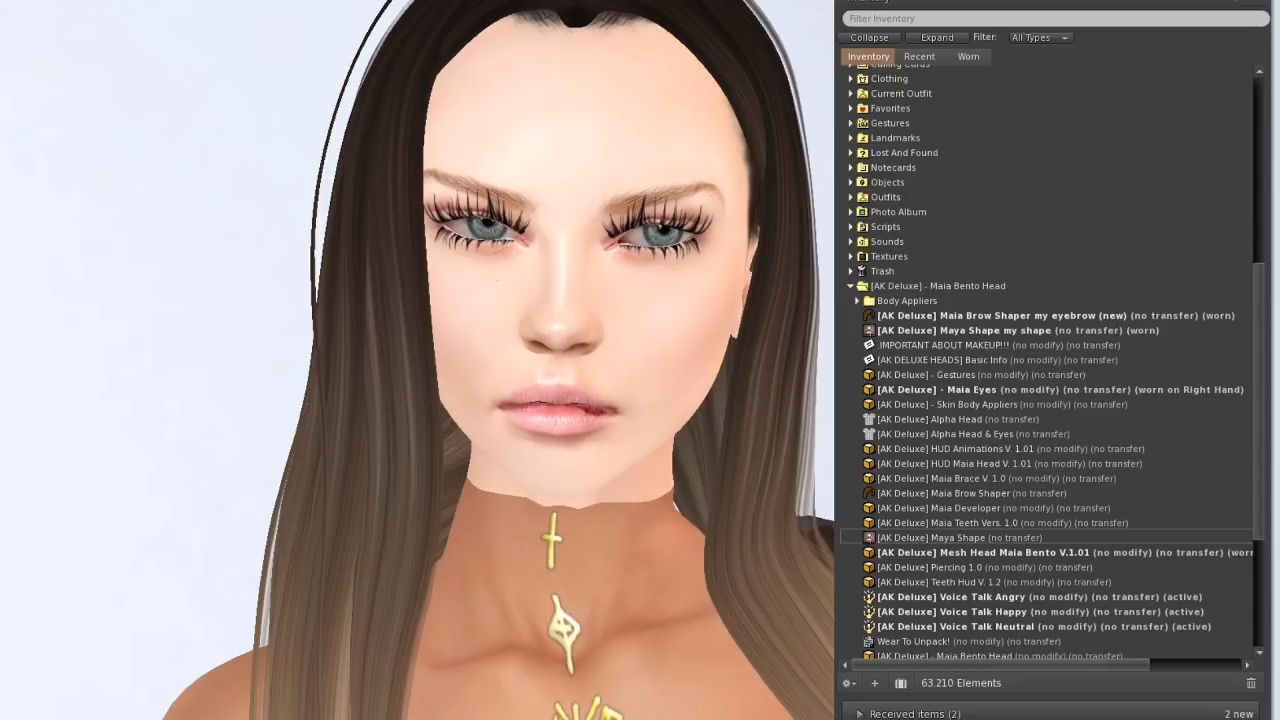 Inventory
Filter Inventory
Collapse Expand Filter: All Types
Inventory Recent Worn
Calling Cards
Clothing
Current Outfit
Favorites
Gestures
Landmarks
Lost And Found
Notecards
Objects
Outfits
Photo Album
Scripts
Sounds
Textures
Trash
[AK Deluxe] - Maia Bento Head
Body Appliers
[AK Deluxe] Maia Brow Shaper my eyebrow (new) (no transfer) (worn)
[AK Deluxe] Maya Shape my shape (no transfer) (worn)
.IMPORTANT ABOUT MAKEUP!!! (no modify) (no transfer)
[AK DELUXE HEADS] Basic Info (no modify) (no transfer)
[AK Deluxe] - Gestures (no modify) (no transfer)
[AK Deluxe] - Maia Eyes (no modify) (no transfer) (worn on Right Hand)
[AK Deluxe] - Skin Body Appliers (no modify) (no transfer)
[AK Deluxe] Alpha Head (no transfer)
[AK Deluxe] Alpha Head & Eyes (no transfer)
[AK Deluxe] HUD Animations V. 1.01 (no modify) (no transfer)
[AK Deluxe] HUD Maia Head V. 1.01 (no modify) (no transfer)
[AK Deluxe] Maia Brace V. 1.0 (no modify) (no transfer)
[AK Deluxe] Maia Brow Shaper (no transfer)
[AK Deluxe] Maia Developer (no modify) (no transfer)
[AK Deluxe] Maia Teeth Vers. 1.0 (no modify) (no transfer)
[AK Deluxe] Maya Shape (no transfer)
[AK Deluxe] Mesh Head Maia Bento V.1.01 (no modify) (no transfer) (worn
[AK Deluxe] Piercing 1.0 (no modify) (no transfer)
[AK Deluxe] Teeth Hud V. 1.2 (no modify) (no transfer)
[AK Deluxe] Voice Talk Angry (no modify) (no transfer) (active)
[AK Deluxe] Voice Talk Happy (no modify) (no transfer) (active)
[AK Deluxe] Voice Talk Neutral (no modify) (no transfer) (active)
Wear To Unpack! (no modify) (no transfer)
[AK Deluxe] - Maia Bento Head (no modify) (no transfer)
63.210 Elements
Received items (2) 2 new